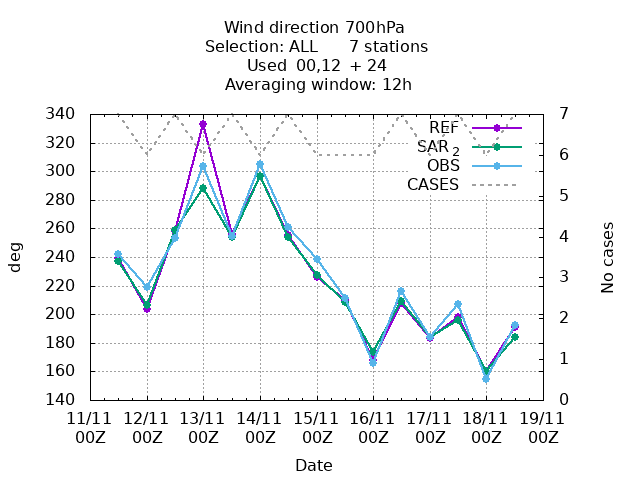 Wind direction 700hPa
Selection: ALL 7 stations
Used 00,12 + 24
Averaging window: 12h
340
320
300
280
260
240
220
200
180
160
140
deg
REF
SAR 2
OBS
CASES
7
6
5
4
3
2
1
0
No cases
11/11 12/11 13/11 14/11 15/11 16/11 17/11 18/11 19/11
00Z 00Z 00Z 00Z 00Z 00Z 00Z 00Z 00Z
Date